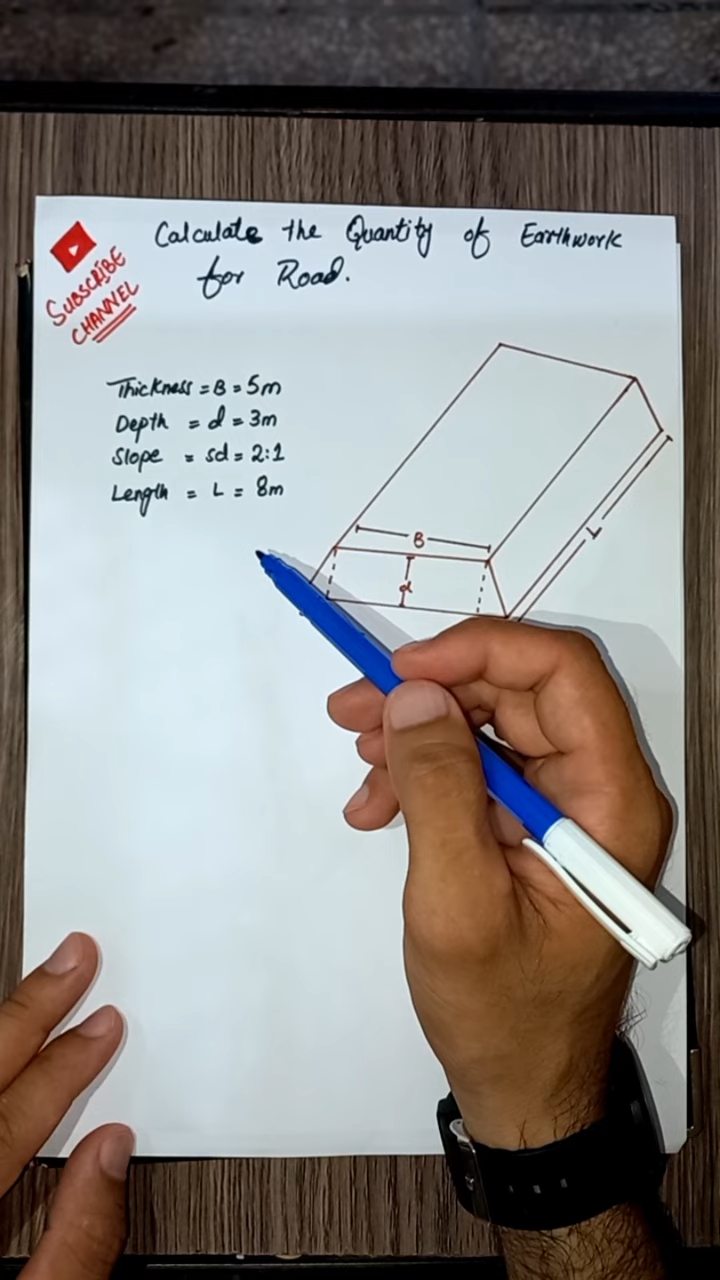 Calculate the Quantity of Earthwork
for Road.
SUBSCRIBE
CHANNEL
Thickness = B = 5m
Depth = d = 3m
Slope = sd = 2:1
Length = L = 8m
B
d
L